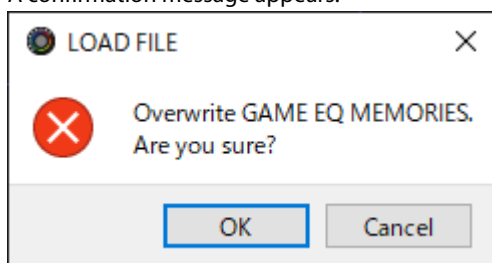 A confirmation message appears.
LOAD FILE
Overwrite GAME EQ MEMORIES.
Are you sure?
OK
Cancel